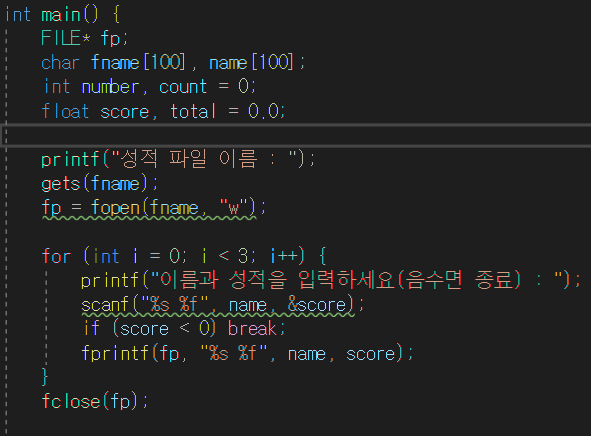 int main() {
FILE* fp;
char fname[100], name[100];
int number, count = 0;
float score, total = 0.0;
printf("성적 파일 이름 : ");
gets(fname);
fp = fopen(fname, "w");
for (int i = 0; i < 3; i++) {
printf("이름과 성적을 입력하세요(음수면 종료) : ");
scanf("%s %f", name, &score);
if (score < 0) break;
fprintf(fp, "%s %f", name, score);
}
fclose(fp);